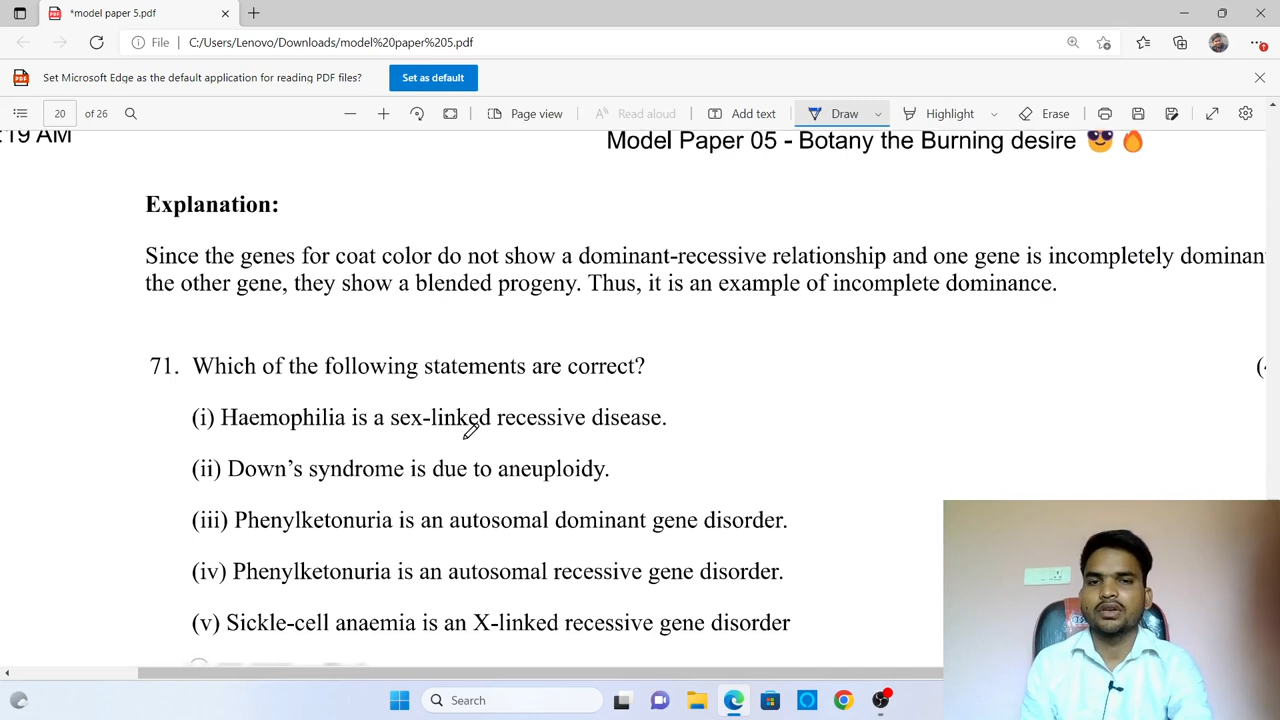 *model paper 5.pdf
File C:/Users/Lenovo/Downloads/model%20paper%205.pdf
Set Microsoft Edge as the default application for reading PDF files? Set as default
20 of 26 Page view Read aloud Add text Draw Highlight Erase
:19 AM Model Paper 05 - Botany the Burning desire 😎 🔥
Explanation:
Since the genes for coat color do not show a dominant-recessive relationship and one gene is incompletely dominan
the other gene, they show a blended progeny. Thus, it is an example of incomplete dominance.
71. Which of the following statements are correct?
(i) Haemophilia is a sex-linked recessive disease.
(ii) Down’s syndrome is due to aneuploidy.
(iii) Phenylketonuria is an autosomal dominant gene disorder.
(iv) Phenylketonuria is an autosomal recessive gene disorder.
(v) Sickle-cell anaemia is an X-linked recessive gene disorder
Search